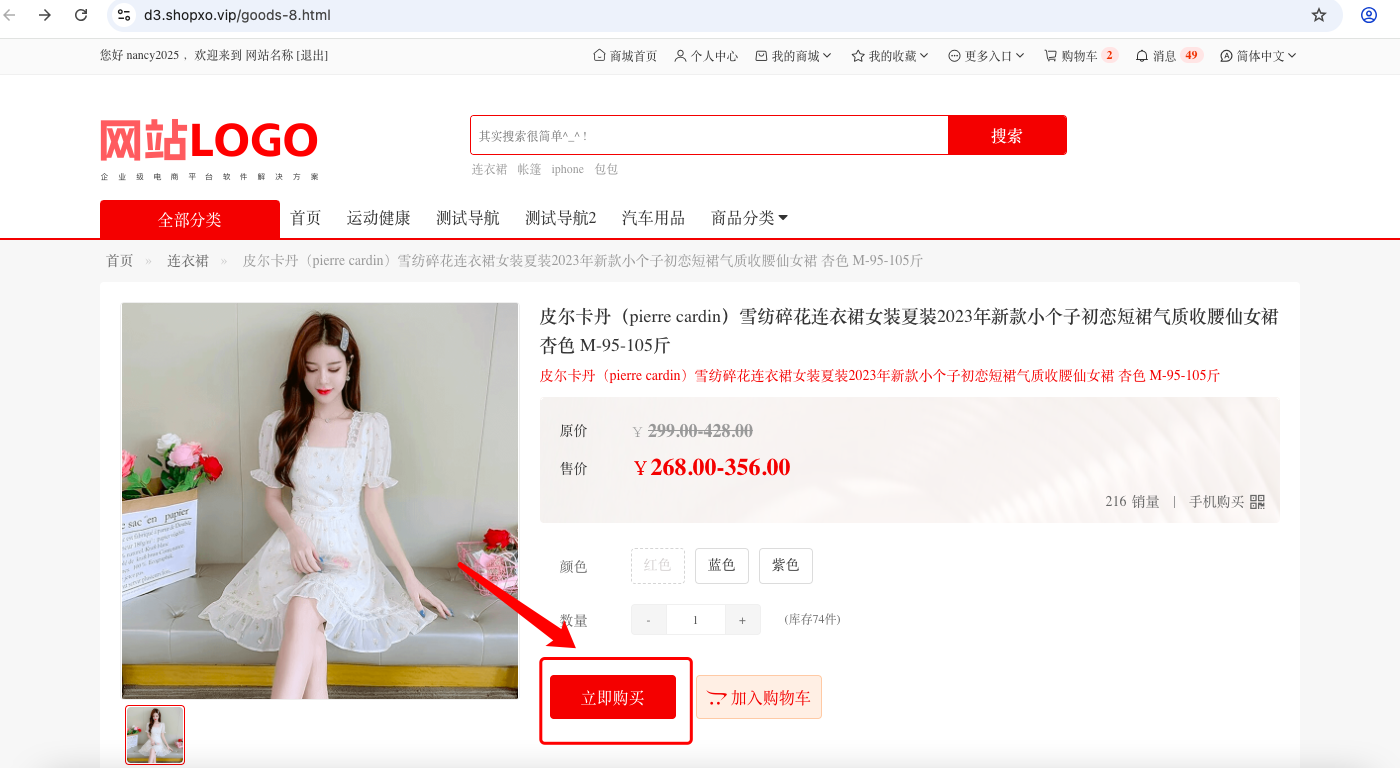 d3.shopxo.vip/goods-8.html
您好 nancy2025 ，欢迎来到 网站名称 [退出]
商城首页 个人中心 我的商城 我的收藏 更多入口 购物车 2 消息 49 简体中文
网站LOGO
企业级电商平台软件解决方案
其实搜索很简单^_^ !
搜索
连衣裙 帐篷 iphone 包包
全部分类 首页 运动健康 测试导航 测试导航2 汽车用品 商品分类
首页 » 连衣裙 » 皮尔卡丹（pierre cardin）雪纺碎花连衣裙女装夏装2023年新款小个子初恋短裙气质收腰仙女裙 杏色 M-95-105斤
皮尔卡丹（pierre cardin）雪纺碎花连衣裙女装夏装2023年新款小个子初恋短裙气质收腰仙女裙
杏色 M-95-105斤
皮尔卡丹（pierre cardin）雪纺碎花连衣裙女装夏装2023年新款小个子初恋短裙气质收腰仙女裙 杏色 M-95-105斤
原价 ￥ 299.00-428.00
售价 ￥268.00-356.00
216 销量 | 手机购买
颜色 红色 蓝色 紫色
数量 - 1 + (库存74件)
立即购买 加入购物车
sac en papier